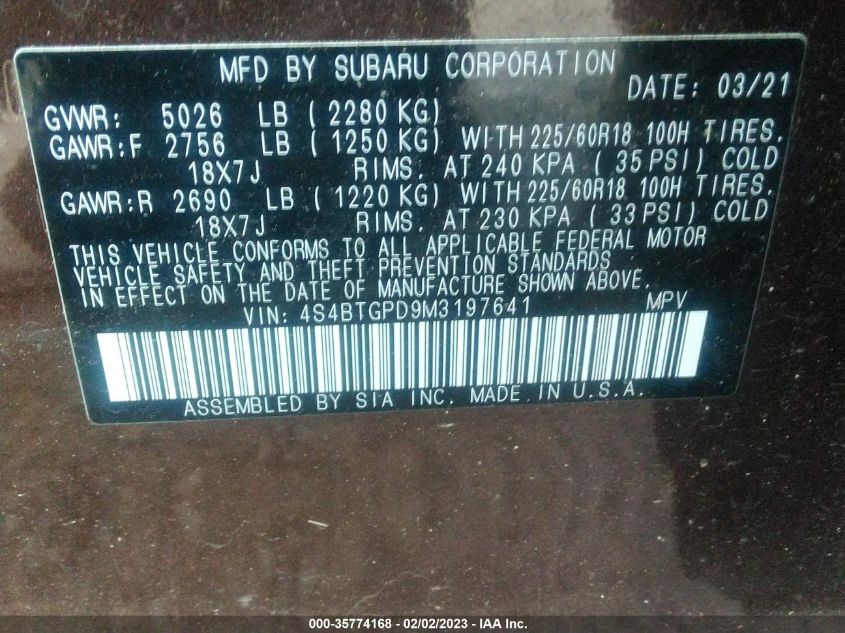 MFD BY SUBARU CORPORATION
DATE: 03/21
GVWR: 5026 LB ( 2280 KG)
GAWR:F 2756 LB ( 1250 KG) WITH 225/60R18 100H TIRES.
18X7J RIMS. AT 240 KPA ( 35 PSI) COLD
GAWR:R 2690 LB ( 1220 KG) WITH 225/60R18 100H TIRES.
18X7J RIMS. AT 230 KPA ( 33 PSI) COLD
THIS VEHICLE CONFORMS TO ALL APPLICABLE FEDERAL MOTOR
VEHICLE SAFETY AND THEFT PREVENTION STANDARDS
IN EFFECT ON THE DATE OF MANUFACTURE SHOWN ABOVE.
VIN: 4S4BTGPD9M3197641 MPV
ASSEMBLED BY SIA INC. MADE IN U.S.A.
000-35774168 - 02/02/2023 - IAA Inc.